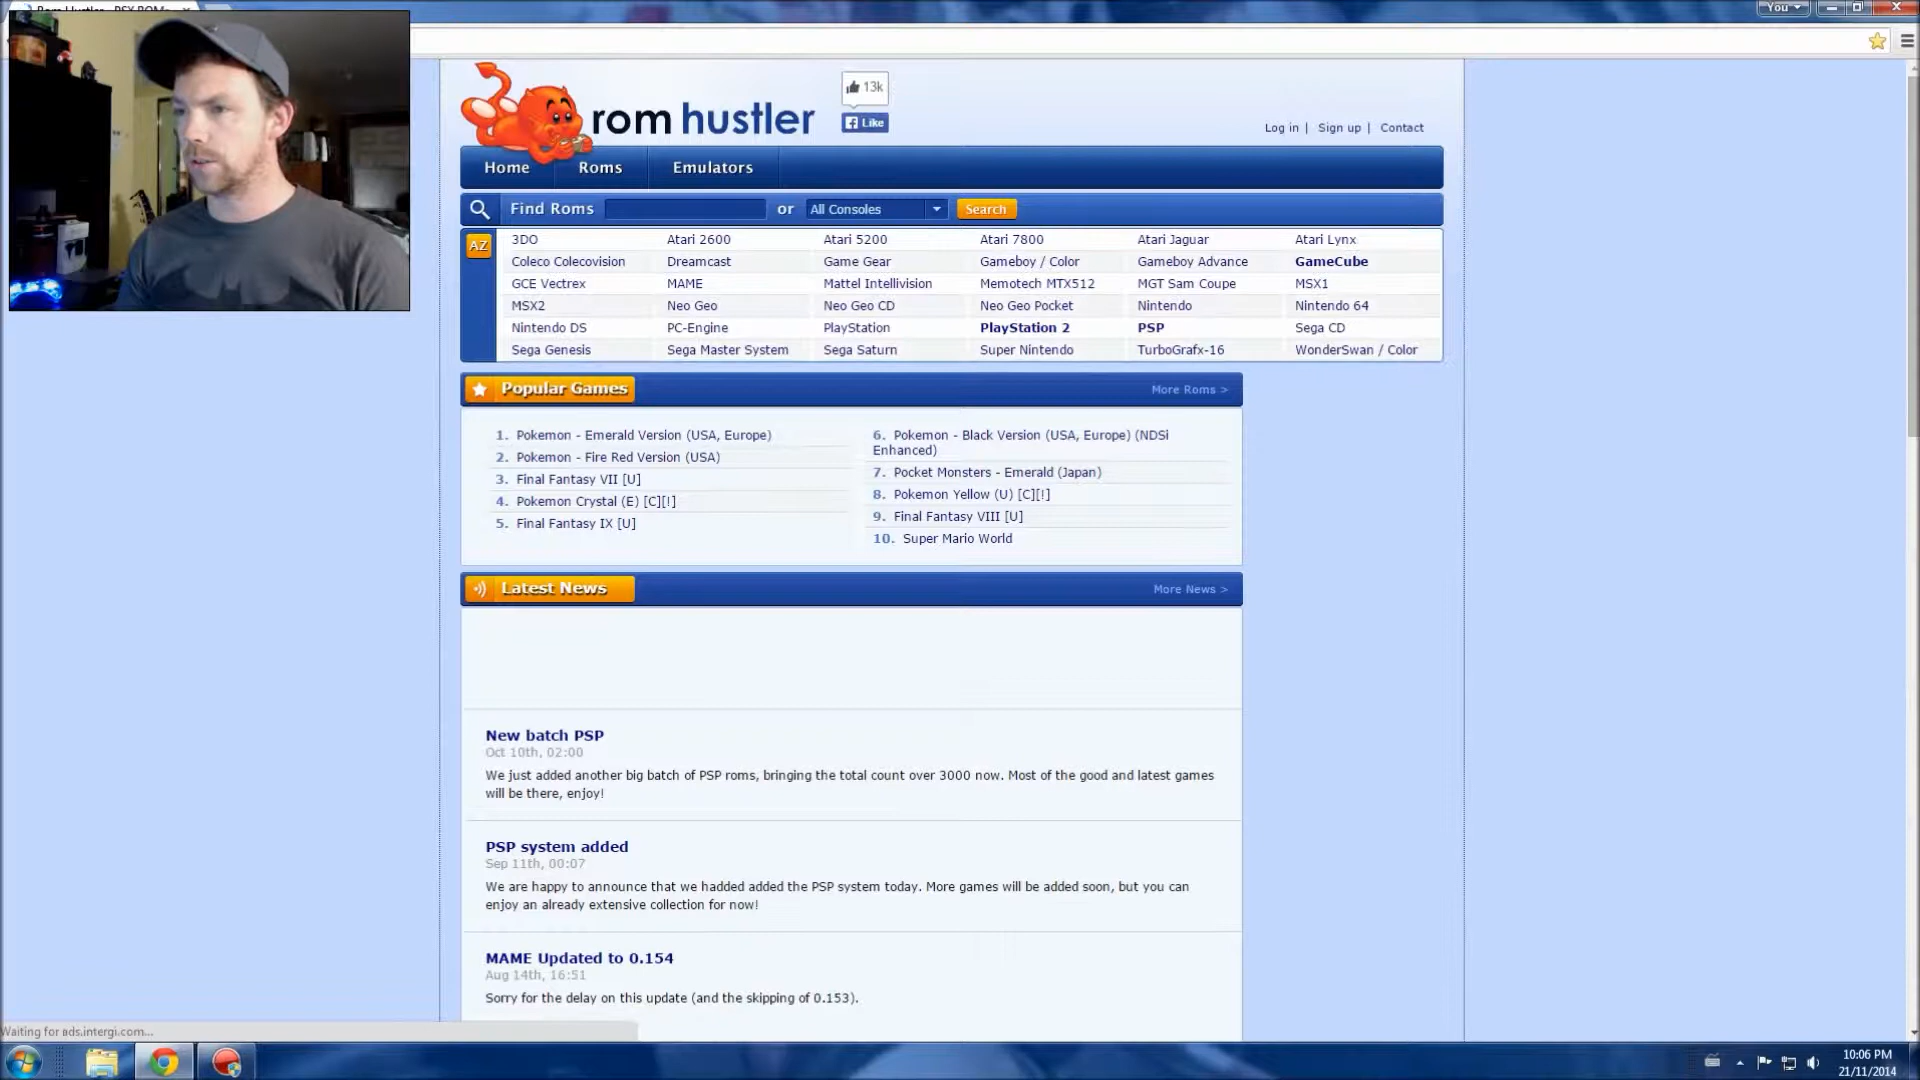 Rom Hustler - PSX ROMs
You
13k
Like
rom hustler
Log in | Sign up | Contact
Home Roms Emulators
Find Roms or All Consoles Search
AZ
3DO Atari 2600 Atari 5200 Atari 7800 Atari Jaguar Atari Lynx
Coleco Colecovision Dreamcast Game Gear Gameboy / Color Gameboy Advance GameCube
GCE Vectrex MAME Mattel Intellivision Memotech MTX512 MGT Sam Coupe MSX1
MSX2 Neo Geo Neo Geo CD Neo Geo Pocket Nintendo Nintendo 64
Nintendo DS PC-Engine PlayStation PlayStation 2 PSP Sega CD
Sega Genesis Sega Master System Sega Saturn Super Nintendo TurboGrafx-16 WonderSwan / Color
Popular Games More Roms >
1. Pokemon - Emerald Version (USA, Europe)
2. Pokemon - Fire Red Version (USA)
3. Final Fantasy VII [U]
4. Pokemon Crystal (E) [C][!]
5. Final Fantasy IX [U]
6. Pokemon - Black Version (USA, Europe) (NDSi
Enhanced)
7. Pocket Monsters - Emerald (Japan)
8. Pokemon Yellow (U) [C][!]
9. Final Fantasy VIII [U]
10. Super Mario World
Latest News More News >
New batch PSP
Oct 10th, 02:00
We just added another big batch of PSP roms, bringing the total count over 3000 now. Most of the good and latest games
will be there, enjoy!
PSP system added
Sep 11th, 00:07
We are happy to announce that we hadded added the PSP system today. More games will be added soon, but you can
enjoy an already extensive collection for now!
MAME Updated to 0.154
Aug 14th, 16:51
Sorry for the delay on this update (and the skipping of 0.153).
Waiting for ads.intergi.com...
10:06 PM
21/11/2014